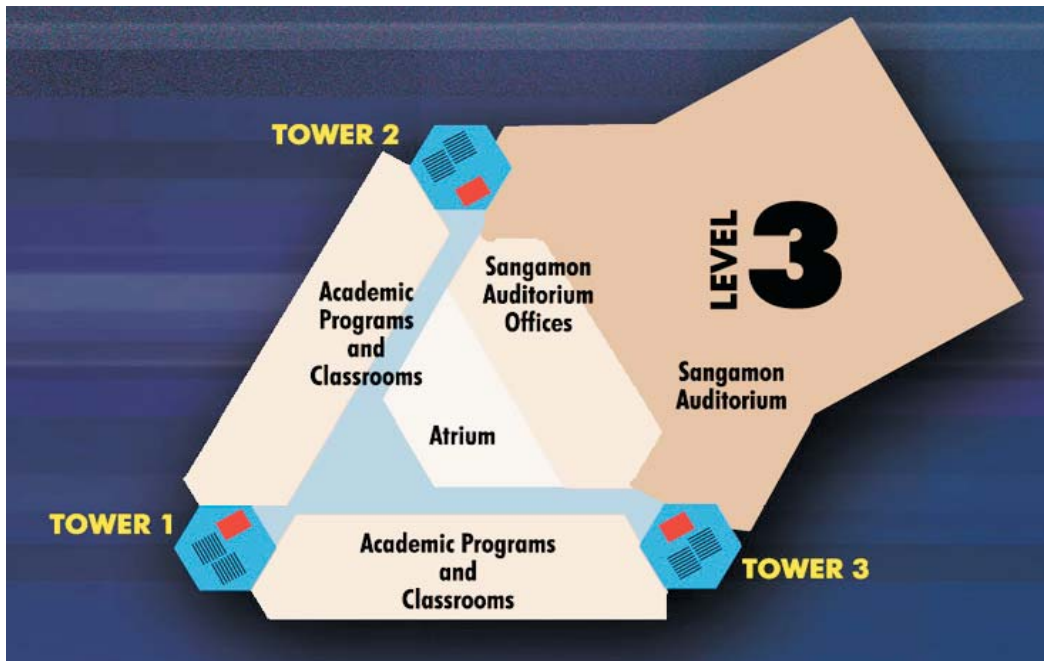 TOWER 2
Academic
Programs
and
Classrooms
Sangamon
Auditorium
Offices
LEVEL
3
Sangamon
Auditorium
Atrium
TOWER 1
Academic Programs
and
Classrooms
TOWER 3